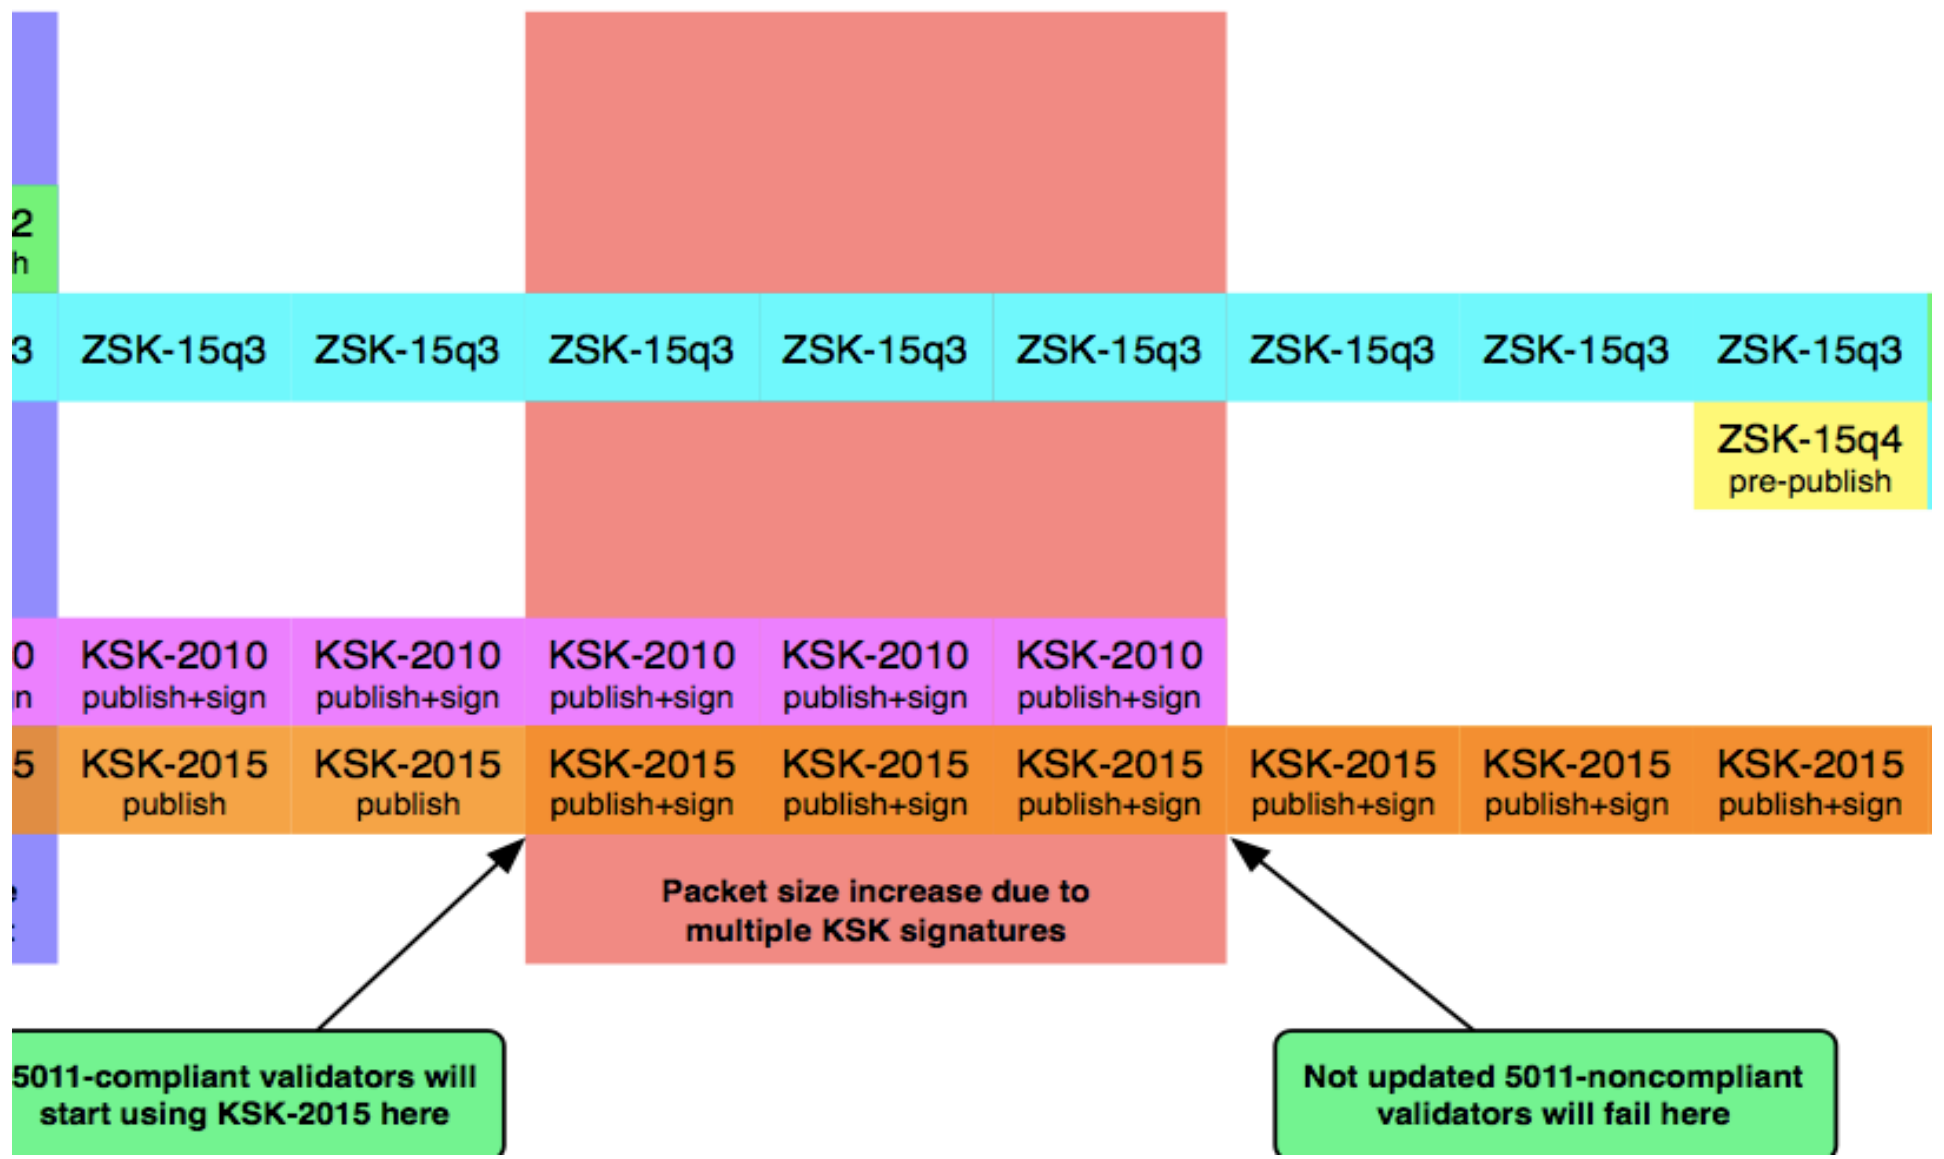 2
h
3 ZSK-15q3 ZSK-15q3 ZSK-15q3 ZSK-15q3 ZSK-15q3 ZSK-15q3 ZSK-15q3 ZSK-15q3
ZSK-15q4
pre-publish
0 KSK-2010 KSK-2010 KSK-2010 KSK-2010 KSK-2010
n publish+sign publish+sign publish+sign publish+sign publish+sign
5 KSK-2015 KSK-2015 KSK-2015 KSK-2015 KSK-2015 KSK-2015 KSK-2015 KSK-2015
publish publish publish+sign publish+sign publish+sign publish+sign publish+sign publish+sign
Packet size increase due to
multiple KSK signatures
5011-compliant validators will
start using KSK-2015 here
Not updated 5011-noncompliant
validators will fail here